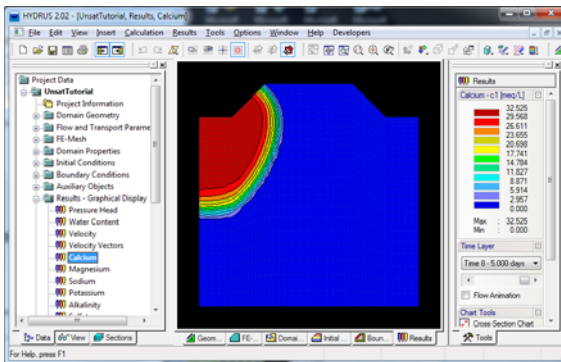 HYDRUS 2.02 - [UnsatTutorial, Results, Calcium]
File Edit View Insert Calculation Results Tools Options Window Help Developers
Project Data
UnsatTutorial
Project Information
Domain Geometry
Flow and Transport Parame
FE-Mesh
Domain Properties
Initial Conditions
Boundary Conditions
Auxiliary Objects
Results - Graphical Display
Pressure Head
Water Content
Velocity
Velocity Vectors
Calcium
Magnesium
Sodium
Potassium
Alkalinity
Data View Sections
Geom... FE-... Domai... Initial ... Boun... Results
Results
Calcium - c1 [meq/L]
32.525
29.568
26.611
23.655
20.698
17.741
14.784
11.827
8.871
5.914
2.957
0.000
Max : 32.525
Min : 0.000
Time Layer
Time 8 - 5.000 days
Flow Animation
Chart Tools
Cross Section Chart
Tools
For Help, press F1